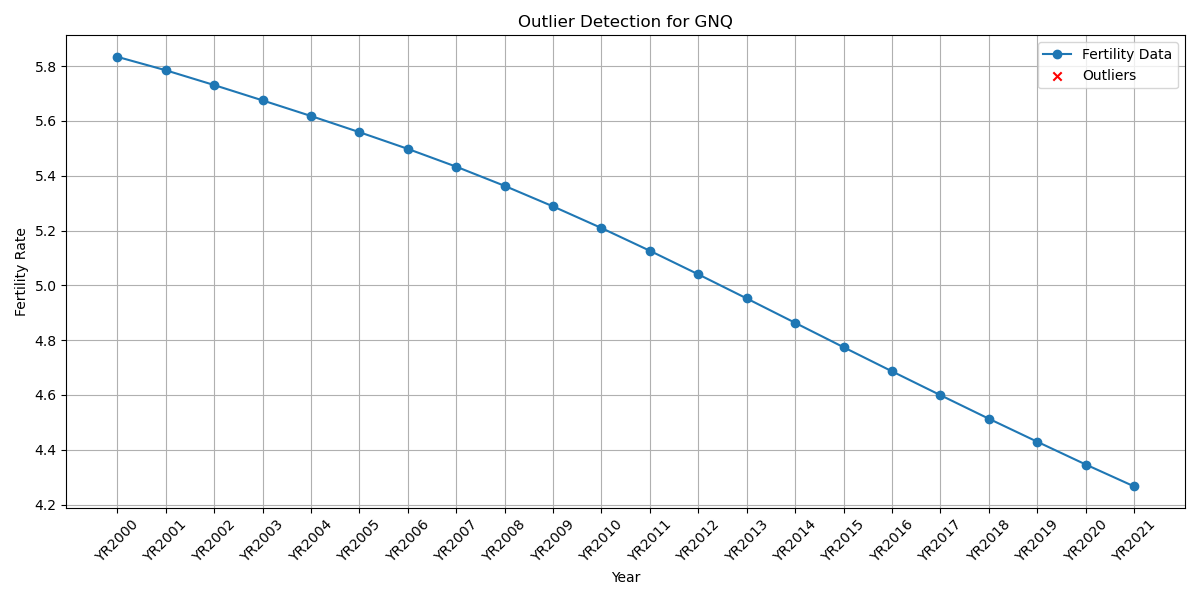 Outlier Detection for GNQ
Fertility Data
Outliers
Fertility Rate
5.8
5.6
5.4
5.2
5.0
4.8
4.6
4.4
4.2
YR2000
YR2001
YR2002
YR2003
YR2004
YR2005
YR2006
YR2007
YR2008
YR2009
YR2010
YR2011
YR2012
YR2013
YR2014
YR2015
YR2016
YR2017
YR2018
YR2019
YR2020
YR2021
Year